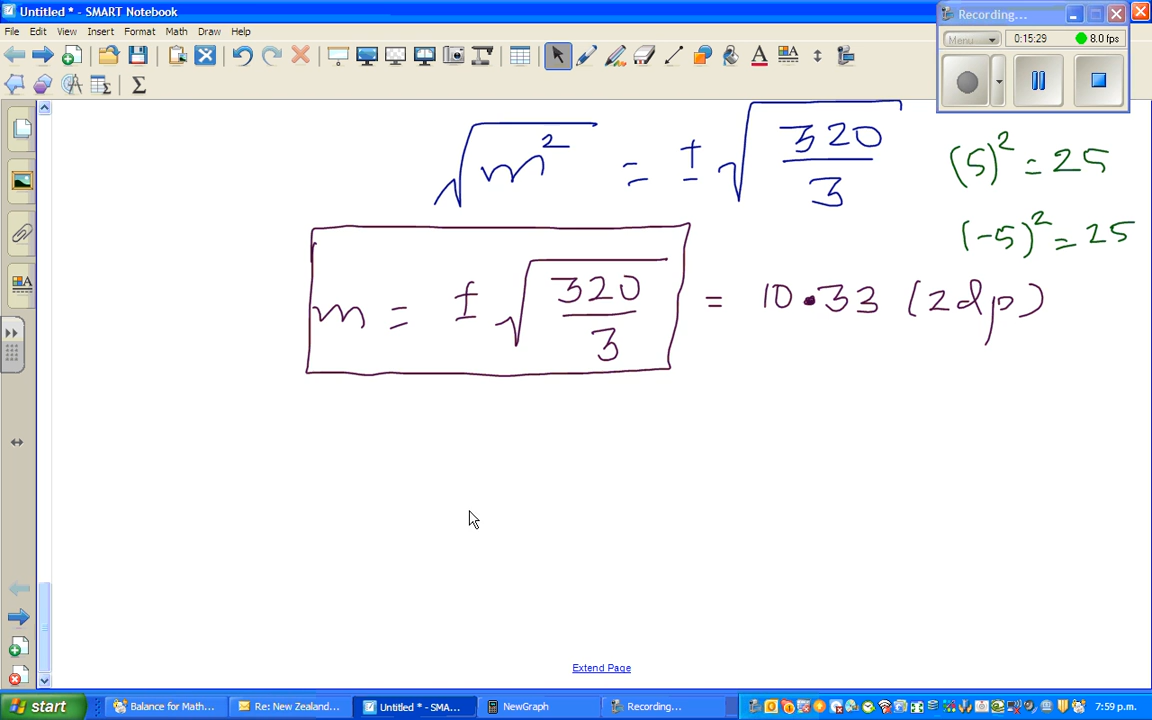 Untitled * - SMART Notebook
Recording...
File Edit View Insert Format Math Draw Help
Menu 0:15:29 8.0 fps
√m² = ± √320/3
(5)² = 25
(-5)² = 25
m = ± √320/3 = 10.33 (2dp)
Extend Page
start Balance for Math... Re: New Zealand... Untitled * - SMA... NewGraph Recording... 7:59 p.m.